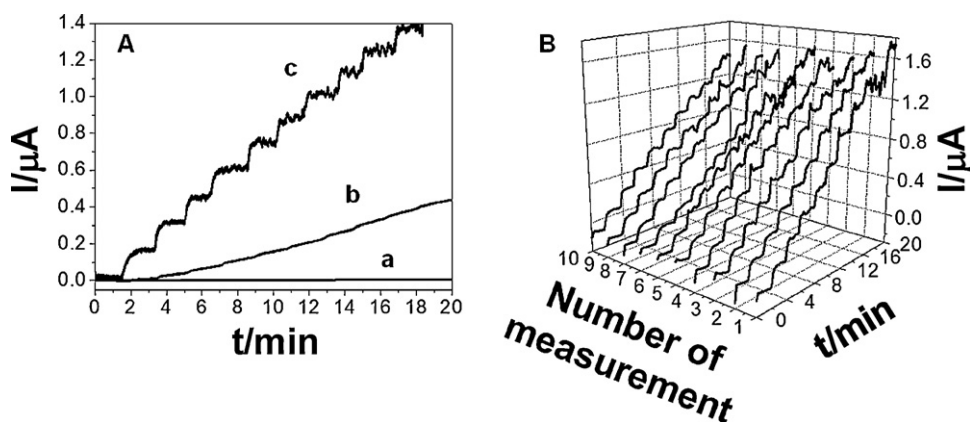 A
I/µA
1.4
1.2
1.0
0.8
0.6
0.4
0.2
0.0
c
b
a
0 2 4 6 8 10 12 14 16 18 20
t/min
B
I/µA
1.6
1.2
0.8
0.4
0.0
10 9 8 7 6 5 4 3 2 1
0 4 8 12 16 20
Number of
measurement
t/min